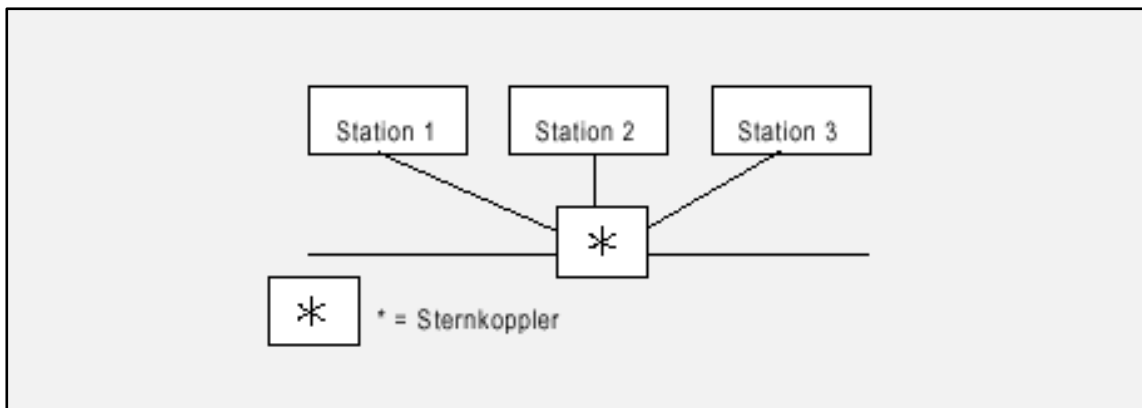 Station 1 Station 2 Station 3
*
* * = Sternkoppler